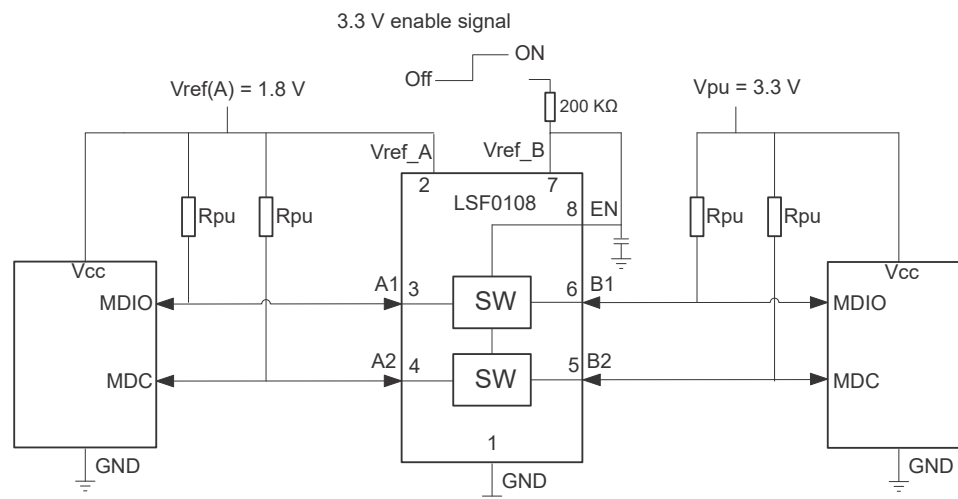 3.3 V enable signal
ON
Off
Vref(A) = 1.8 V
200 KΩ
Vpu = 3.3 V
Vref_A
Vref_B
2
7
LSF0108
8
EN
Rpu
Rpu
Rpu
Rpu
Vcc
Vcc
MDIO
A1
3
SW
6
B1
MDIO
MDC
A2
4
SW
5
B2
MDC
1
GND
GND
GND